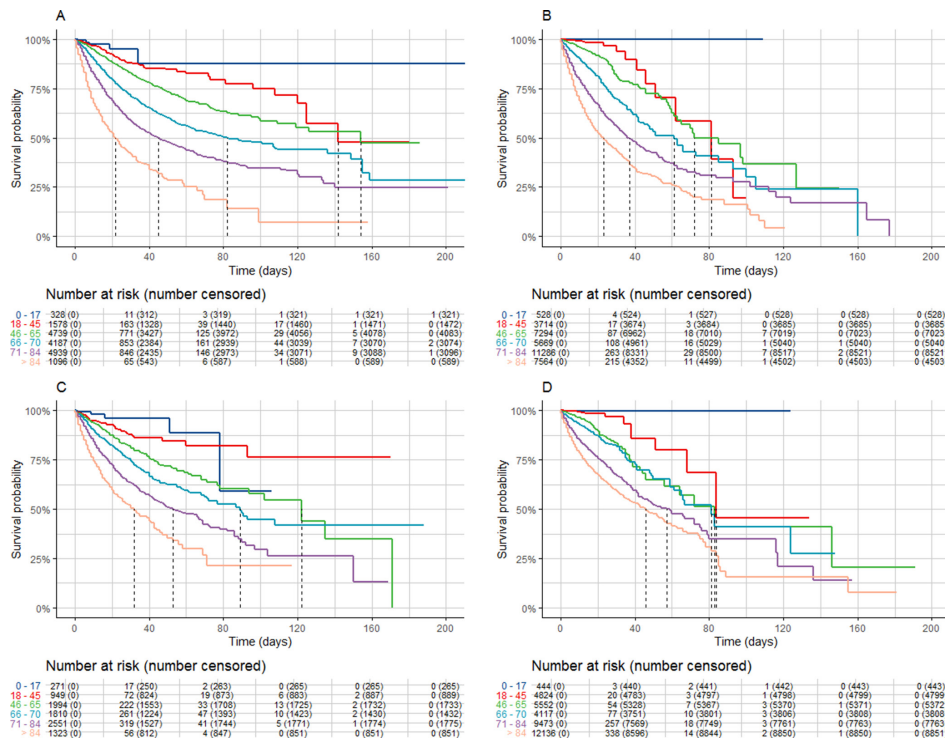 A
Survival probability
100%
75%
50%
25%
0%
0 40 80 120 160 200
Time (days)
Number at risk (number censored)
0 - 17 328 (0) 11 (312) 3 (319) 1 (321) 1 (321) 1 (321)
18 - 45 1578 (0) 163 (1328) 39 (1440) 17 (1460) 1 (1471) 0 (1472)
46 - 65 4739 (0) 771 (3427) 125 (3972) 29 (4056) 5 (4078) 0 (4083)
66 - 70 4187 (0) 853 (2384) 161 (2939) 44 (3039) 7 (3070) 2 (3074)
71 - 84 4939 (0) 846 (2435) 146 (2973) 34 (3071) 9 (3088) 1 (3096)
> 84 1096 (0) 65 (543) 6 (587) 1 (588) 0 (589) 0 (589)
B
Survival probability
100%
75%
50%
25%
0%
0 40 80 120 160 200
Time (days)
Number at risk (number censored)
0 - 17 528 (0) 4 (524) 1 (527) 0 (528) 0 (528) 0 (528)
18 - 45 3714 (0) 17 (3674) 3 (3684) 0 (3685) 0 (3685) 0 (3685)
46 - 65 7294 (0) 87 (6962) 18 (7010) 7 (7019) 0 (7023) 0 (7023)
66 - 70 5669 (0) 108 (4961) 16 (5029) 1 (5040) 1 (5040) 0 (5040)
71 - 84 11286 (0) 263 (8331) 29 (8500) 7 (8517) 2 (8521) 0 (8521)
> 84 7564 (0) 215 (4352) 11 (4499) 1 (4502) 0 (4503) 0 (4503)
C
Survival probability
100%
75%
50%
25%
0%
0 40 80 120 160 200
Time (days)
Number at risk (number censored)
0 - 17 271 (0) 17 (250) 2 (263) 0 (265) 0 (265) 0 (265)
18 - 45 949 (0) 72 (824) 19 (873) 6 (883) 2 (887) 0 (889)
46 - 65 1994 (0) 222 (1553) 33 (1708) 13 (1725) 2 (1732) 0 (1733)
66 - 70 1810 (0) 261 (1224) 47 (1393) 10 (1423) 2 (1430) 0 (1432)
71 - 84 2551 (0) 319 (1527) 41 (1744) 5 (1771) 1 (1774) 0 (1775)
> 84 1323 (0) 56 (812) 4 (847) 0 (851) 0 (851) 0 (851)
D
Survival probability
100%
75%
50%
25%
0%
0 40 80 120 160 200
Time (days)
Number at risk (number censored)
0 - 17 444 (0) 3 (440) 2 (441) 1 (442) 0 (443) 0 (443)
18 - 45 4824 (0) 20 (4783) 3 (4797) 1 (4798) 0 (4799) 0 (4799)
46 - 65 5552 (0) 54 (5328) 7 (5367) 3 (5370) 1 (5371) 0 (5372)
66 - 70 4117 (0) 77 (3751) 10 (3801) 3 (3806) 0 (3808) 0 (3808)
71 - 84 9473 (0) 257 (7569) 18 (7749) 3 (7761) 0 (7763) 0 (7763)
> 84 12136 (0) 338 (8596) 14 (8844) 2 (8850) 1 (8850) 0 (8851)